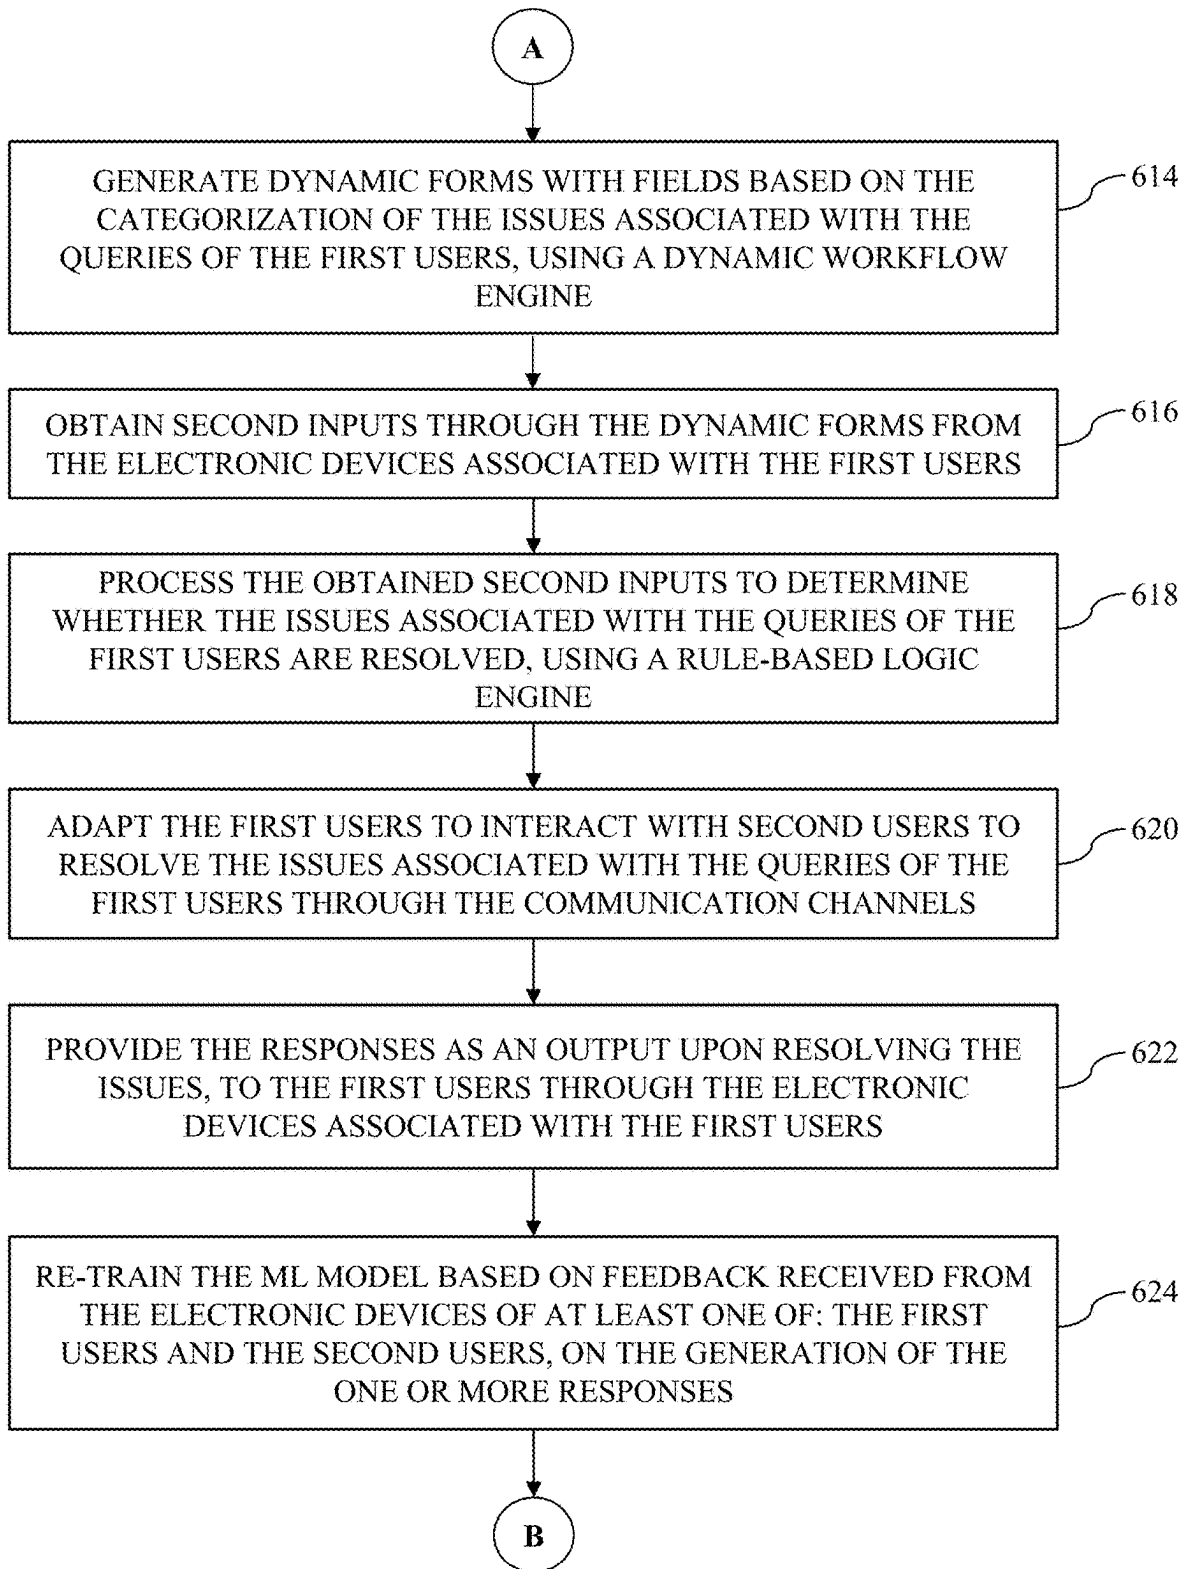 A
GENERATE DYNAMIC FORMS WITH FIELDS BASED ON THE
CATEGORIZATION OF THE ISSUES ASSOCIATED WITH THE
QUERIES OF THE FIRST USERS, USING A DYNAMIC WORKFLOW
ENGINE
614
OBTAIN SECOND INPUTS THROUGH THE DYNAMIC FORMS FROM
THE ELECTRONIC DEVICES ASSOCIATED WITH THE FIRST USERS
616
PROCESS THE OBTAINED SECOND INPUTS TO DETERMINE
WHETHER THE ISSUES ASSOCIATED WITH THE QUERIES OF THE
FIRST USERS ARE RESOLVED, USING A RULE-BASED LOGIC
ENGINE
618
ADAPT THE FIRST USERS TO INTERACT WITH SECOND USERS TO
RESOLVE THE ISSUES ASSOCIATED WITH THE QUERIES OF THE
FIRST USERS THROUGH THE COMMUNICATION CHANNELS
620
PROVIDE THE RESPONSES AS AN OUTPUT UPON RESOLVING THE
ISSUES, TO THE FIRST USERS THROUGH THE ELECTRONIC
DEVICES ASSOCIATED WITH THE FIRST USERS
622
RE-TRAIN THE ML MODEL BASED ON FEEDBACK RECEIVED FROM
THE ELECTRONIC DEVICES OF AT LEAST ONE OF: THE FIRST
USERS AND THE SECOND USERS, ON THE GENERATION OF THE
ONE OR MORE RESPONSES
624
B